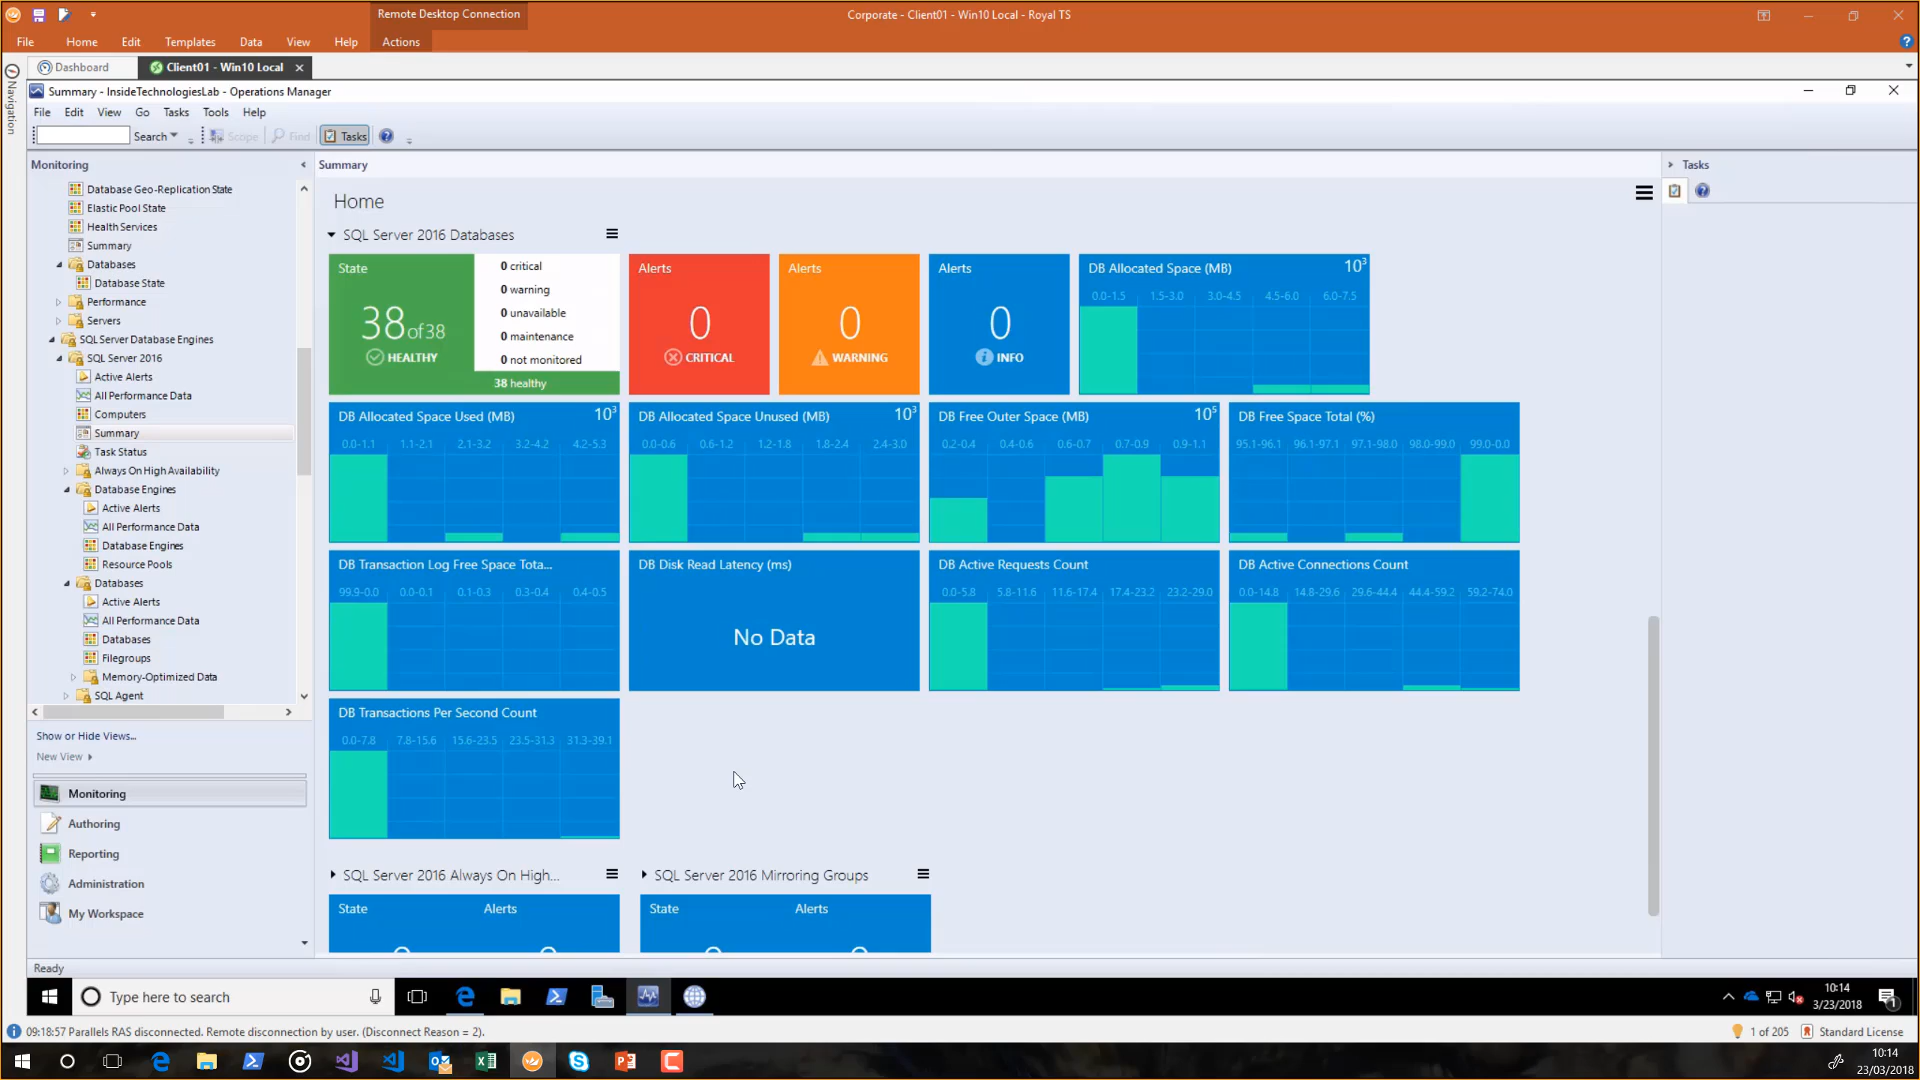 Remote Desktop Connection
Corporate - Client01 - Win10 Local - Royal TS
File Home Edit Templates Data View Help Actions
Dashboard
Client01 - Win10 Local
Navigation
Summary - InsideTechnologiesLab - Operations Manager
File Edit View Go Tasks Tools Help
Search Scope Find Tasks
Monitoring
Database Geo-Replication State
Elastic Pool State
Health Services
Summary
Databases
Database State
Performance
Servers
SQL Server Database Engines
SQL Server 2016
Active Alerts
All Performance Data
Computers
Summary
Task Status
Always On High Availability
Database Engines
Active Alerts
All Performance Data
Database Engines
Resource Pools
Databases
Active Alerts
All Performance Data
Databases
Filegroups
Memory-Optimized Data
SQL Agent
Show or Hide Views...
New View
Monitoring
Authoring
Reporting
Administration
My Workspace
Summary
Home
SQL Server 2016 Databases
State
38 of 38
HEALTHY
0 critical
0 warning
0 unavailable
0 maintenance
0 not monitored
38 healthy
Alerts
0
CRITICAL
Alerts
0
WARNING
Alerts
0
INFO
DB Allocated Space (MB) 10³
0.0-1.5 1.5-3.0 3.0-4.5 4.5-6.0 6.0-7.5
DB Allocated Space Used (MB) 10³
0.0-1.1 1.1-2.1 2.1-3.2 3.2-4.2 4.2-5.3
DB Allocated Space Unused (MB) 10³
0.0-0.6 0.6-1.2 1.2-1.8 1.8-2.4 2.4-3.0
DB Free Outer Space (MB) 10⁵
0.2-0.4 0.4-0.6 0.6-0.7 0.7-0.9 0.9-1.1
DB Free Space Total (%)
95.1-96.1 96.1-97.1 97.1-98.0 98.0-99.0 99.0-0.0
DB Transaction Log Free Space Tota...
99.9-0.0 0.0-0.1 0.1-0.3 0.3-0.4 0.4-0.5
DB Disk Read Latency (ms)
No Data
DB Active Requests Count
0.0-5.8 5.8-11.6 11.6-17.4 17.4-23.2 23.2-29.0
DB Active Connections Count
0.0-14.8 14.8-29.6 29.6-44.4 44.4-59.2 59.2-74.0
DB Transactions Per Second Count
0.0-7.8 7.8-15.6 15.6-23.5 23.5-31.3 31.3-39.1
SQL Server 2016 Always On High...
State Alerts
SQL Server 2016 Mirroring Groups
State Alerts
Tasks
Ready
Type here to search
10:14
3/23/2018
1
09:18:57 Parallels RAS disconnected. Remote disconnection by user. (Disconnect Reason = 2).
1 of 205
Standard License
10:14
23/03/2018